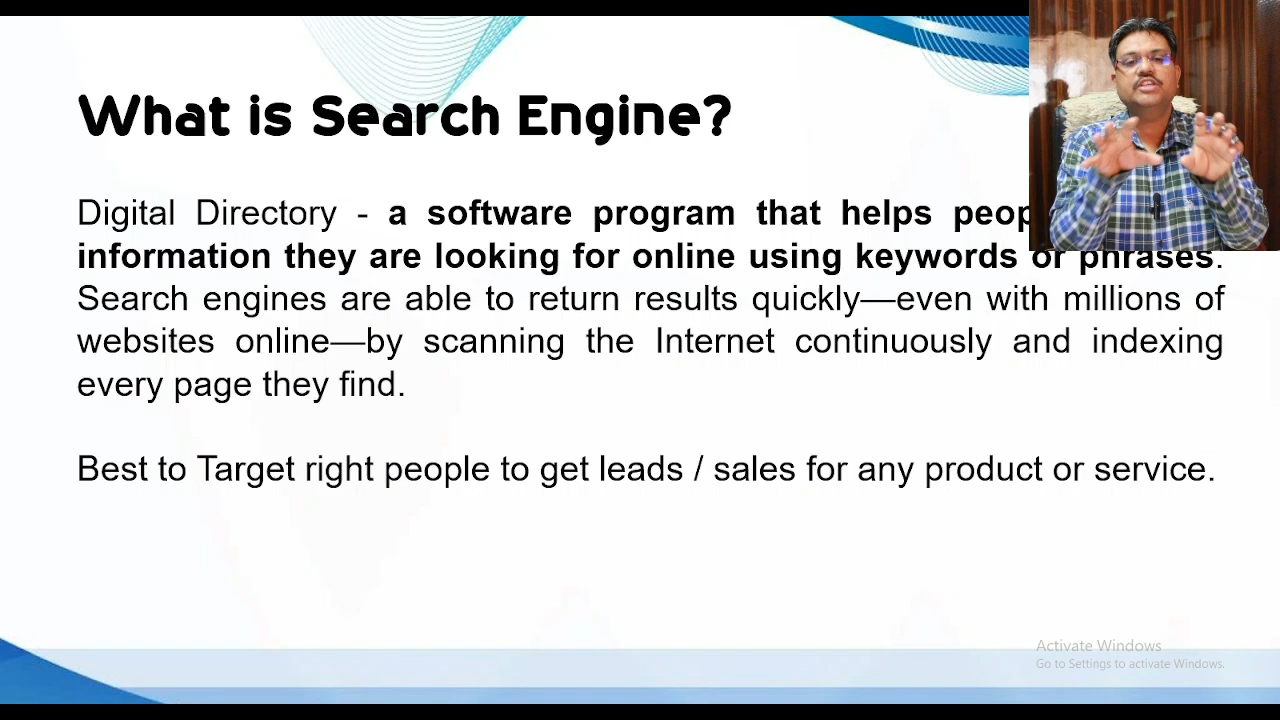 What is Search Engine?
Digital Directory - a software program that helps
information they are looking for online using keywords or phrases.
Search engines are able to return results quickly—even with millions of
websites online—by scanning the Internet continuously and indexing
every page they find.
Best to Target right people to get leads / sales for any product or service.
Activate Windows
Go to Settings to activate Windows.